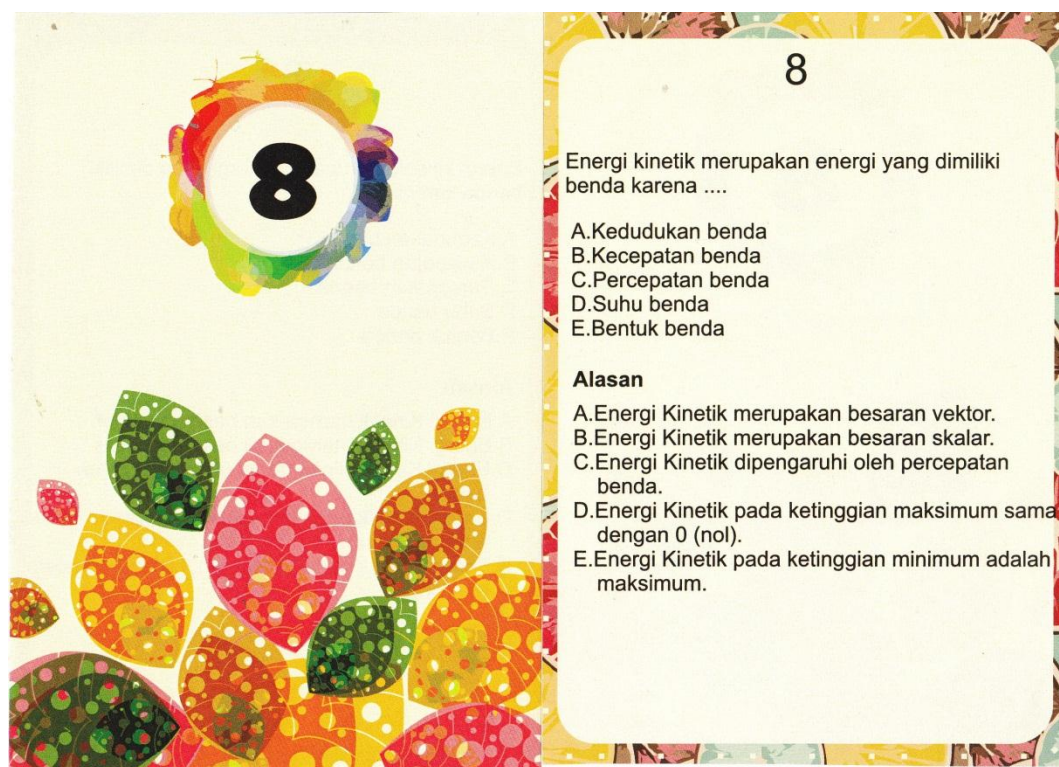 8
8
Energi kinetik merupakan energi yang dimiliki
benda karena ....
A.Kedudukan benda
B.Kecepatan benda
C.Percepatan benda
D.Suhu benda
E.Bentuk benda
Alasan
A.Energi Kinetik merupakan besaran vektor.
B.Energi Kinetik merupakan besaran skalar.
C.Energi Kinetik dipengaruhi oleh percepatan
benda.
D.Energi Kinetik pada ketinggian maksimum sama
dengan 0 (nol).
E.Energi Kinetik pada ketinggian minimum adalah
maksimum.